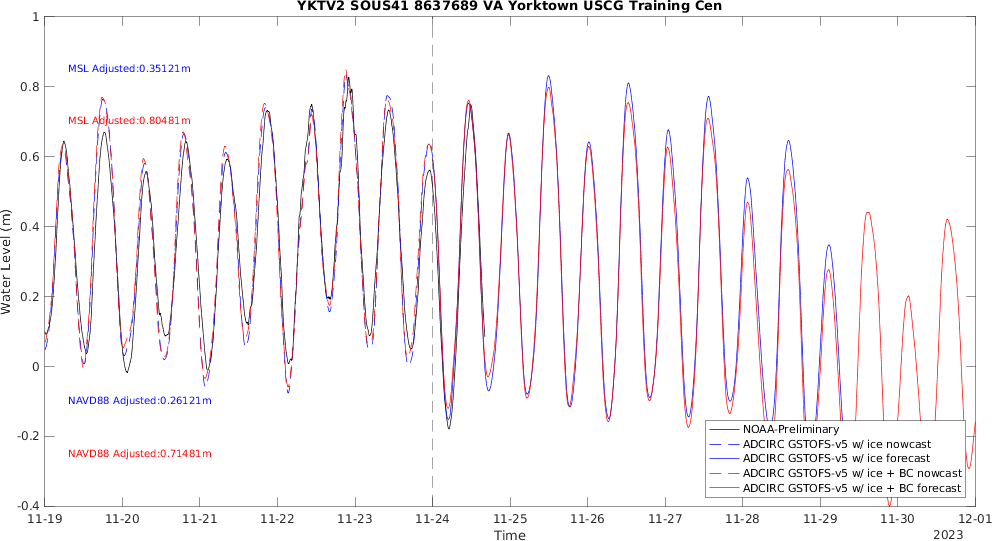 YKTV2 SOUS41 8637689 VA Yorktown USCG Training Cen
1
0.8
0.6
0.4
0.2
0
-0.2
-0.4
Water Level (m)
MSL Adjusted:0.35121m
MSL Adjusted:0.80481m
NAVD88 Adjusted:0.26121m
NAVD88 Adjusted:0.71481m
NOAA-Preliminary
ADCIRC GSTOFS-v5 w/ ice nowcast
ADCIRC GSTOFS-v5 w/ ice forecast
ADCIRC GSTOFS-v5 w/ ice + BC nowcast
ADCIRC GSTOFS-v5 w/ ice + BC forecast
11-19 11-20 11-21 11-22 11-23 11-24 11-25 11-26 11-27 11-28 11-29 11-30 12-01
Time
2023